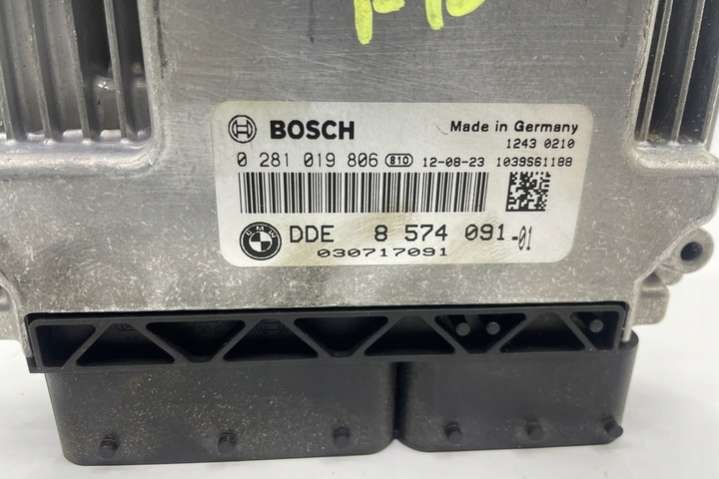 BOSCH Made in Germany
1243 0210
0 281 019 806 B10 12-08-23 1039S61188
BMW DDE 8 574 091-01
030717091